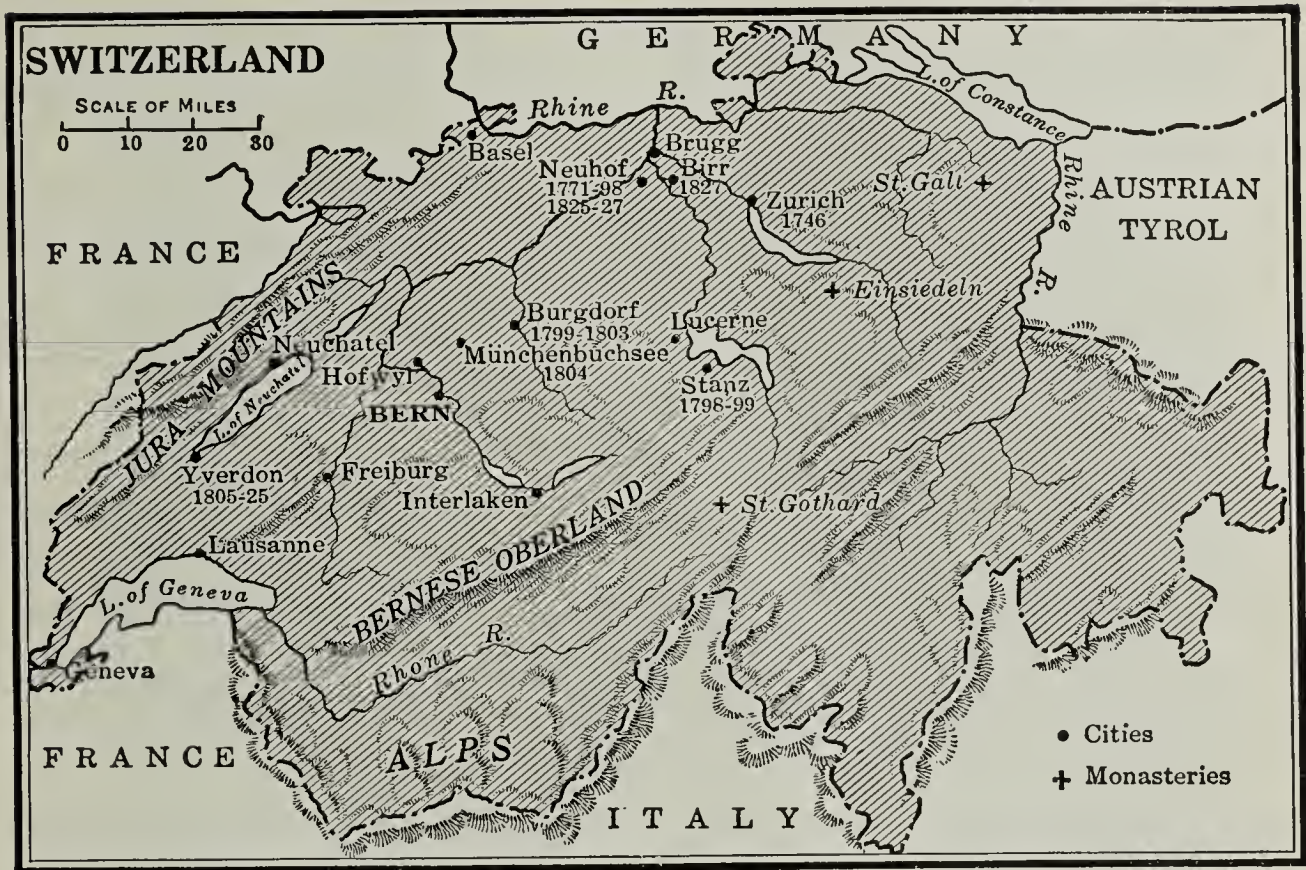 SWITZERLAND
SCALE OF MILES
0 10 20 30
GERMANY
L. of Constance
Rhine R.
Basel
Brugg
Neuhof
1771-98
1825-27
Birr
1827
Zurich
1746
St. Gall
Rhine R.
AUSTRIAN
TYROL
FRANCE
JURA MOUNTAINS
Einsiedeln
Burgdorf
1799-1803
Lucerne
Neuchatel
L. of Neuchatel
Münchenbuchsee
1804
Hofwyl
Stanz
1798-99
BERN
Yverdon
1805-25
Freiburg
Interlaken
St. Gothard
BERNESE OBERLAND
Lausanne
L. of Geneva
Geneva
Rhone R.
FRANCE
ALPS
ITALY
Cities
Monasteries